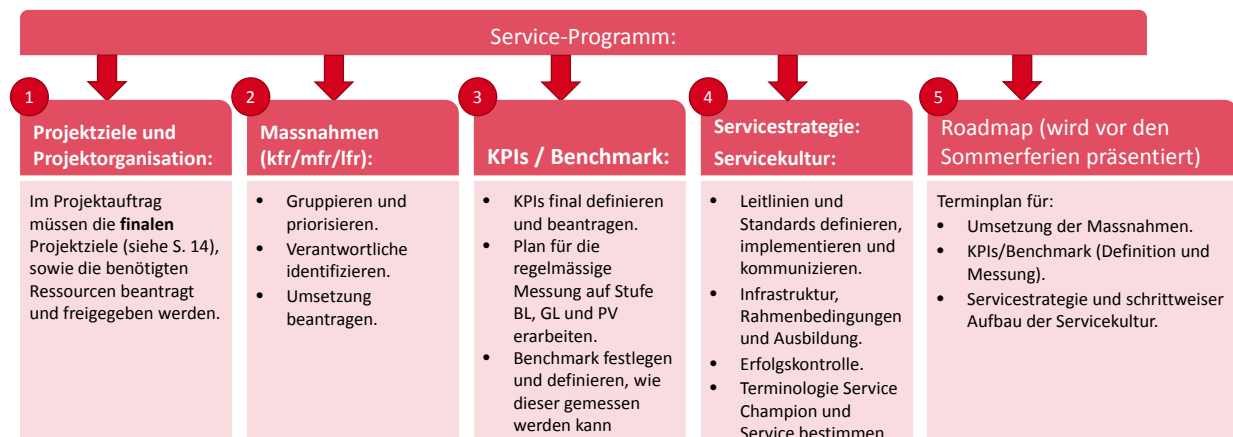 Service-Programm:
1
Projektziele und
Projektorganisation:
Im Projektauftrag
müssen die finalen
Projektziele (siehe S. 14),
sowie die benötigten
Ressourcen beantragt
und freigegeben werden.
2
Massnahmen
(kfr/mfr/lfr):
• Gruppieren und
priorisieren.
• Verantwortliche
identifizieren.
• Umsetzung
beantragen.
3
KPIs / Benchmark:
• KPIs final definieren
und beantragen.
• Plan für die
regelmässige
Messung auf Stufe
BL, GL und PV
erarbeiten.
• Benchmark festlegen
und definieren, wie
dieser gemessen
werden kann
4
Servicestrategie:
Servicekultur:
• Leitlinien und
Standards definieren,
implementieren und
kommunizieren.
• Infrastruktur,
Rahmenbedingungen
und Ausbildung.
• Erfolgskontrolle.
• Terminologie Service
Champion und
Service bestimmen
5
Roadmap (wird vor den
Sommerferien präsentiert)
Terminplan für:
• Umsetzung der Massnahmen.
• KPIs/Benchmark (Definition und
Messung).
• Servicestrategie und schrittweiser
Aufbau der Servicekultur.